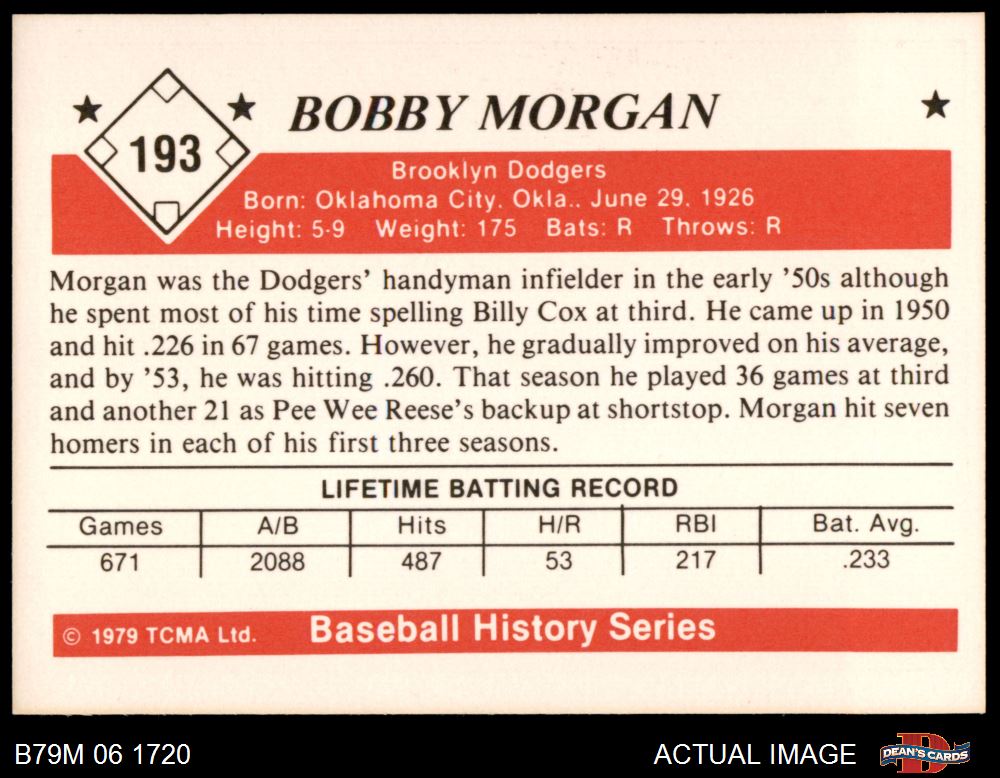 193
BOBBY MORGAN
Brooklyn Dodgers
Born: Oklahoma City, Okla., June 29, 1926
Height: 5-9 Weight: 175 Bats: R Throws: R
Morgan was the Dodgers' handyman infielder in the early '50s although
he spent most of his time spelling Billy Cox at third. He came up in 1950
and hit .226 in 67 games. However, he gradually improved on his average,
and by '53, he was hitting .260. That season he played 36 games at third
and another 21 as Pee Wee Reese's backup at shortstop. Morgan hit seven
homers in each of his first three seasons.
LIFETIME BATTING RECORD
Games A/B Hits H/R RBI Bat. Avg.
671 2088 487 53 217 .233
© 1979 TCMA Ltd. Baseball History Series
B79M 06 1720 ACTUAL IMAGE DEAN'S CARDS